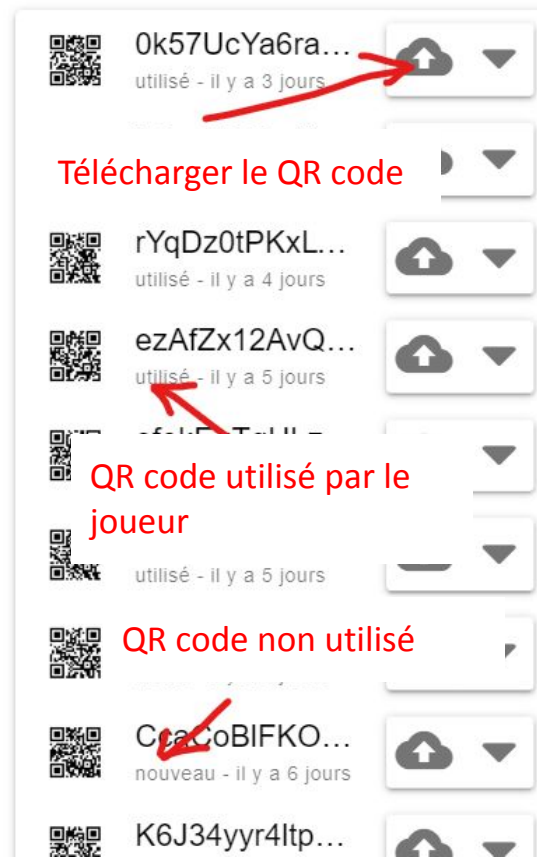 0k57UcYa6ra...
utilisé - il y a 3 jours
Télécharger le QR code
rYqDz0tPKxL...
utilisé - il y a 4 jours
ezAfZx12AvQ...
utilisé - il y a 5 jours
QR code utilisé par le
joueur
utilisé - il y a 5 jours
QR code non utilisé
CcaCoBIFKO...
nouveau - il y a 6 jours
K6J34yyr4ltp...